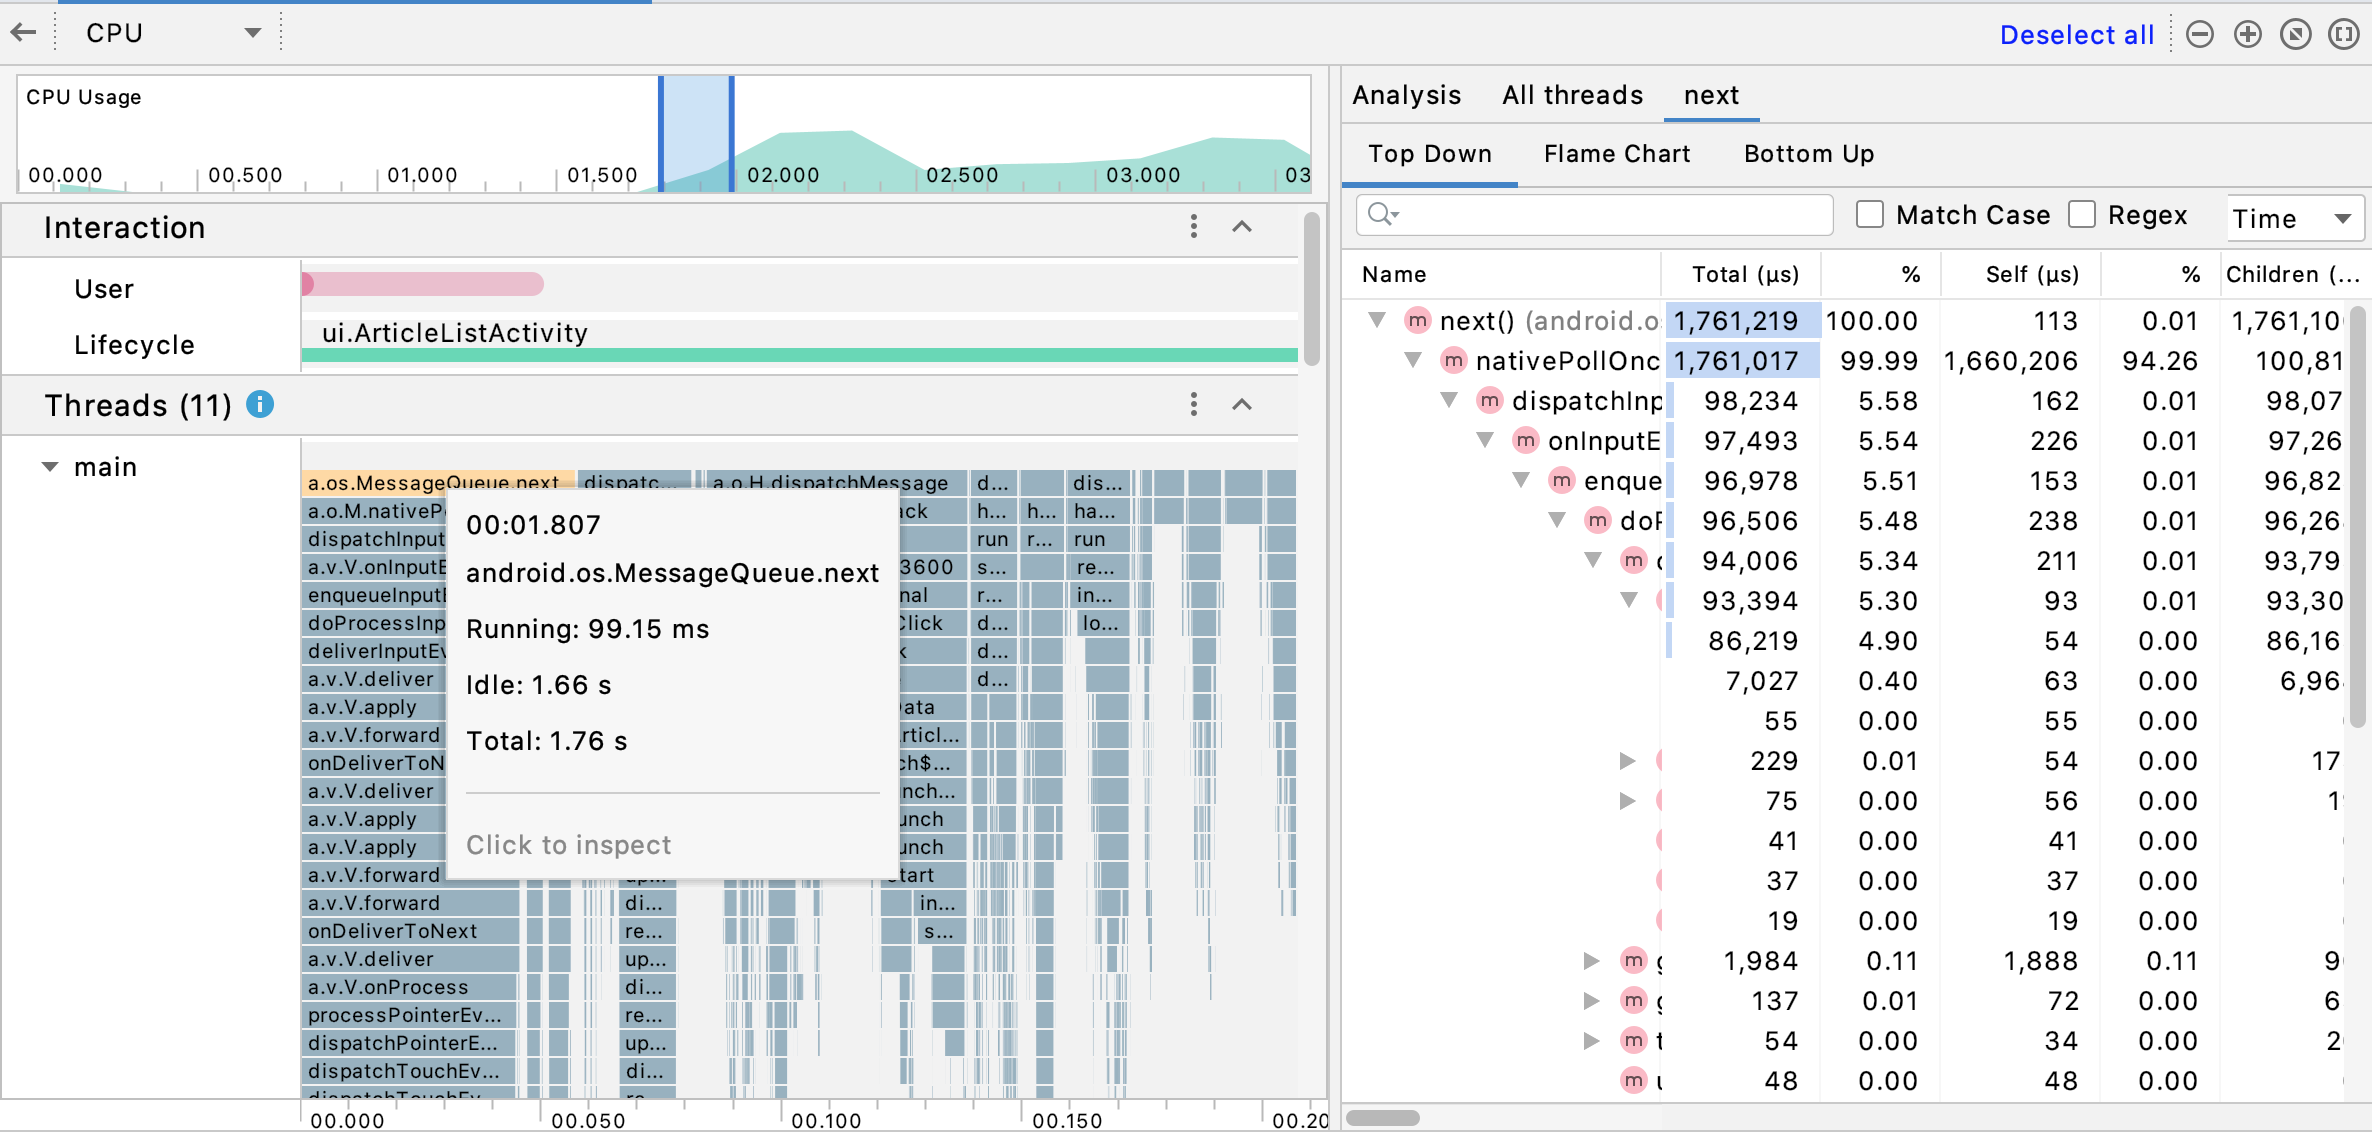 CPU
Deselect all
CPU Usage
00.000 00.500 01.000 01.500 02.000 02.500 03.000 03
Interaction
User
Lifecycle
ui.ArticleListActivity
Threads (11)
main
a.os.MessageQueue.next dispatc... a.o.H.dispatchMessage d... dis...
a.o.M.nativeP ack h... h... ha...
dispatchInput run r... run
a.v.V.onInputE 3600 s... re...
enqueueInput nal r... in...
doProcessInp Click d... lo...
deliverInputEv k d...
a.v.V.deliver d...
a.v.V.apply Data
a.v.V.forward rticl...
onDeliverToN ch$...
a.v.V.deliver nch...
a.v.V.apply unch
a.v.V.apply unch
a.v.V.forward start
a.v.V.forward di... in...
onDeliverToNext re... s...
a.v.V.deliver up...
a.v.V.onProcess di...
processPointerEv... re...
dispatchPointerE... up...
dispatchTouchEv... di...
00:01.807
android.os.MessageQueue.next
Running: 99.15 ms
Idle: 1.66 s
Total: 1.76 s
Click to inspect
00.000 00.050 00.100 00.150 00.20
Analysis All threads next
Top Down Flame Chart Bottom Up
Match Case Regex Time
Name Total (µs) % Self (µs) % Children (...
m next() (android.o 1,761,219 100.00 113 0.01 1,761,10
m nativePollOnc 1,761,017 99.99 1,660,206 94.26 100,81
m dispatchInp 98,234 5.58 162 0.01 98,07
m onInputE 97,493 5.54 226 0.01 97,26
m enque 96,978 5.51 153 0.01 96,82
m doP 96,506 5.48 238 0.01 96,26
m 94,006 5.34 211 0.01 93,79
93,394 5.30 93 0.01 93,30
86,219 4.90 54 0.00 86,16
7,027 0.40 63 0.00 6,96
55 0.00 55 0.00
229 0.01 54 0.00 17
75 0.00 56 0.00 1
41 0.00 41 0.00
37 0.00 37 0.00
19 0.00 19 0.00
m 1,984 0.11 1,888 0.11 9
m 137 0.01 72 0.00 6
m t 54 0.00 34 0.00 2
m 48 0.00 48 0.00